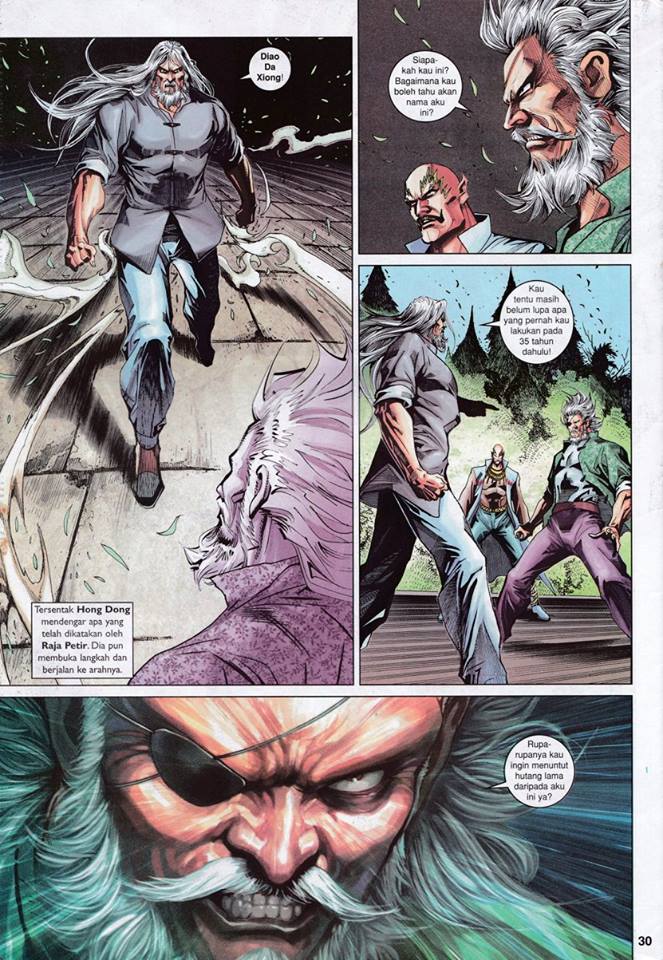 Diao
Da
Xiong!
Siapa-
kah kau ini?
Bagaimana kau
boleh tahu akan
nama aku
ini?
Kau
tentu masih
belum lupa apa
yang pernah kau
lakukan pada
35 tahun
dahulu!
Tersentak Hong Dong
mendengar apa yang
telah dikatakan oleh
Raja Petir. Dia pun
membuka langkah dan
berjalan ke arahnya.
Rupa-
rupanya kau
ingin menuntut
hutang lama
daripada aku
ini ya?
30